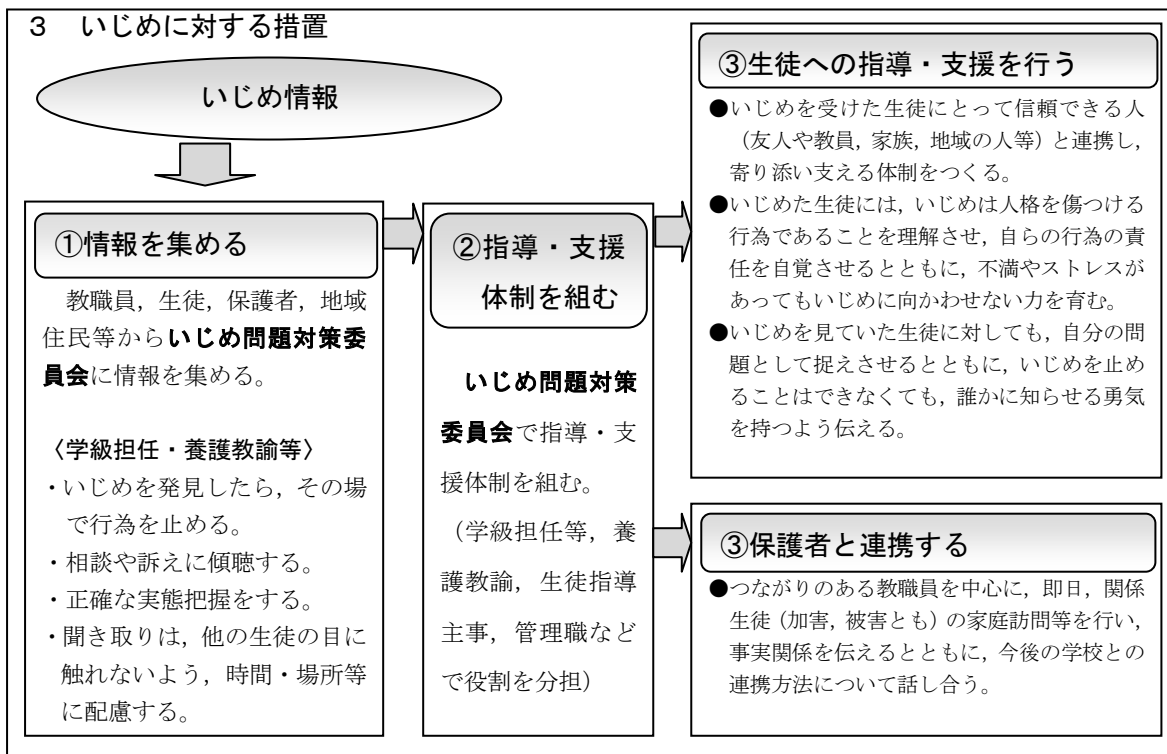 ３　いじめに対する措置
いじめ情報
①情報を集める
教職員，生徒，保護者，地域
住民等からいじめ問題対策委
員会に情報を集める。
〈学級担任・養護教諭等〉
・いじめを発見したら，その場
で行為を止める。
・相談や訴えに傾聴する。
・正確な実態把握をする。
・聞き取りは，他の生徒の目に
触れないよう，時間・場所等
に配慮する。
②指導・支援
体制を組む
いじめ問題対策
委員会で指導・支
援体制を組む。
（学級担任等，養
護教諭，生徒指導
主事，管理職など
で役割を分担）
③生徒への指導・支援を行う
●いじめを受けた生徒にとって信頼できる人
（友人や教員，家族，地域の人等）と連携し，
寄り添い支える体制をつくる。
●いじめた生徒には，いじめは人格を傷つける
行為であることを理解させ，自らの行為の責
任を自覚させるとともに，不満やストレスが
あってもいじめに向かわせない力を育む。
●いじめを見ていた生徒に対しても，自分の問
題として捉えさせるとともに，いじめを止め
ることはできなくても，誰かに知らせる勇気
を持つよう伝える。
③保護者と連携する
●つながりのある教職員を中心に，即日，関係
生徒（加害，被害とも）の家庭訪問等を行い，
事実関係を伝えるとともに，今後の学校との
連携方法について話し合う。